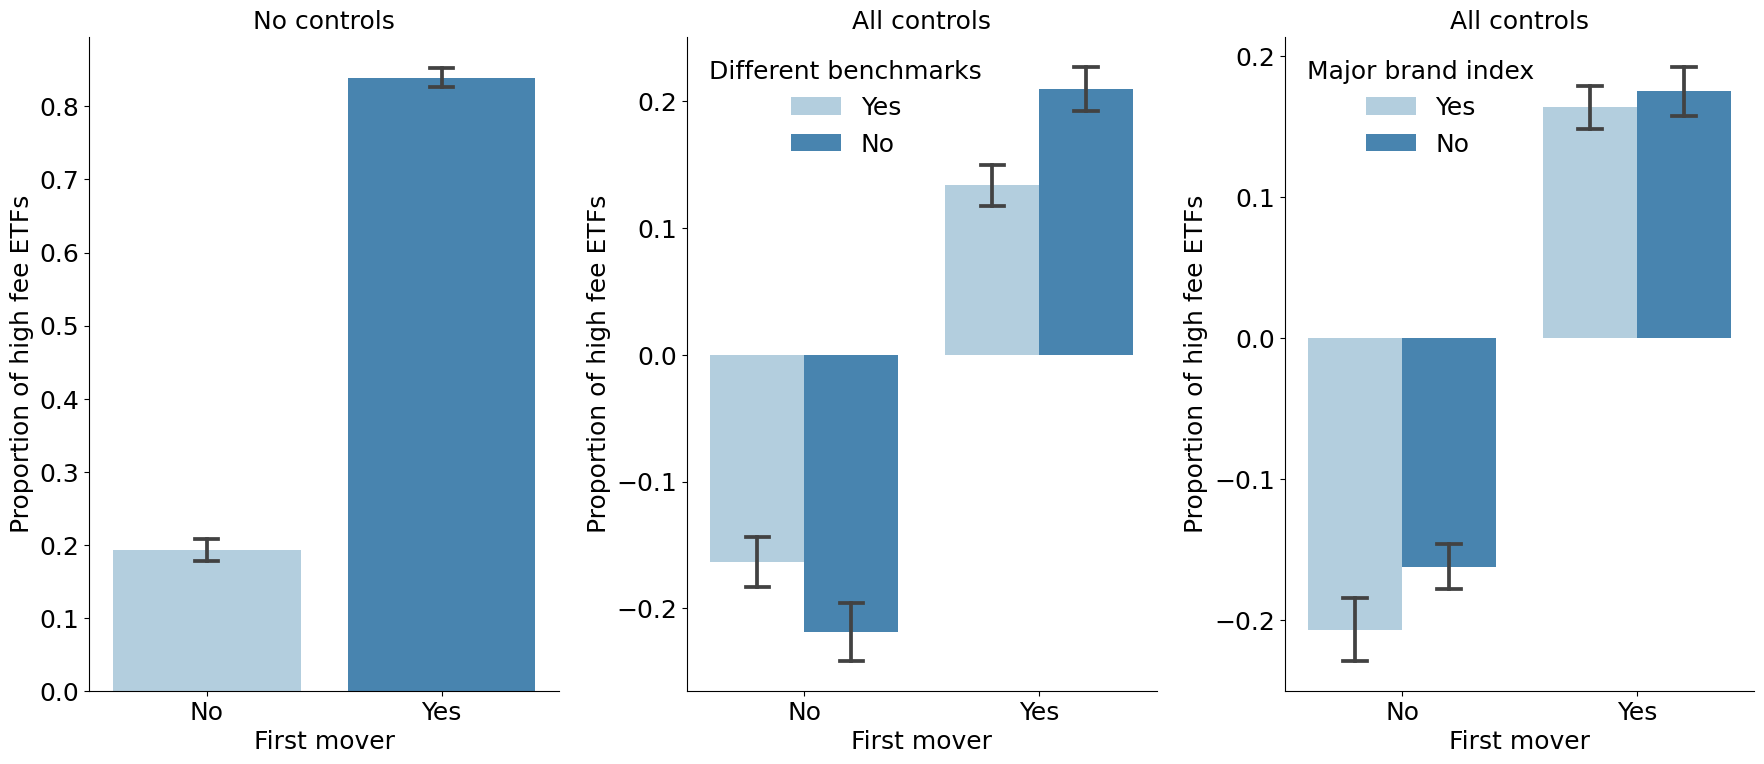 No controls
Proportion of high fee ETFs
0.8
0.7
0.6
0.5
0.4
0.3
0.2
0.1
0.0
No
Yes
First mover
All controls
Different benchmarks
Yes
No
Proportion of high fee ETFs
0.2
0.1
0.0
−0.1
−0.2
No
Yes
First mover
All controls
Major brand index
Yes
No
Proportion of high fee ETFs
0.2
0.1
0.0
−0.1
−0.2
No
Yes
First mover